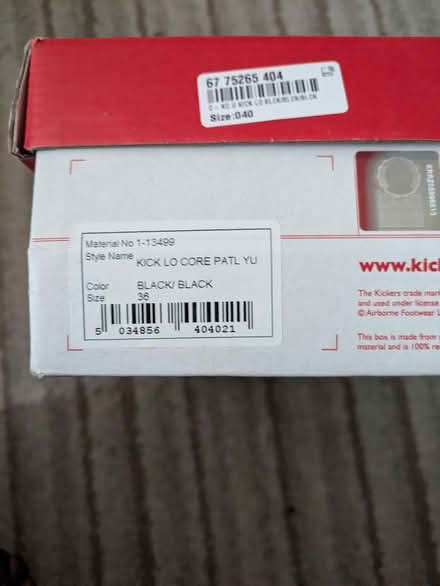 67 75265 404
Size:040
Material No 1-13499
Style Name KICK LO CORE PATL YU
Color BLACK/ BLACK
Size 36
5 034856 404021
www.kic
The Kickers trade mar
and used under license
© Airborne Footwear L
This box is made from
material and is 100% re